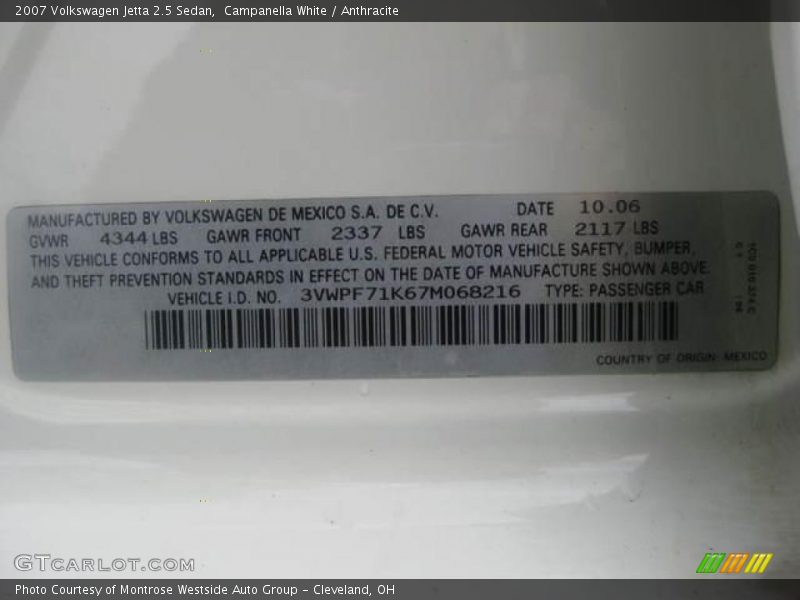 2007 Volkswagen Jetta 2.5 Sedan, Campanella White / Anthracite
MANUFACTURED BY VOLKSWAGEN DE MEXICO S.A. DE C.V. DATE 10.06
GVWR 4344 LBS GAWR FRONT 2337 LBS GAWR REAR 2117 LBS
THIS VEHICLE CONFORMS TO ALL APPLICABLE U.S. FEDERAL MOTOR VEHICLE SAFETY, BUMPER,
AND THEFT PREVENTION STANDARDS IN EFFECT ON THE DATE OF MANUFACTURE SHOWN ABOVE.
VEHICLE I.D. NO. 3VWPF71K67M068216 TYPE: PASSENGER CAR
COUNTRY OF ORIGIN: MEXICO
GTCARLOT.COM
Photo Courtesy of Montrose Westside Auto Group - Cleveland, OH